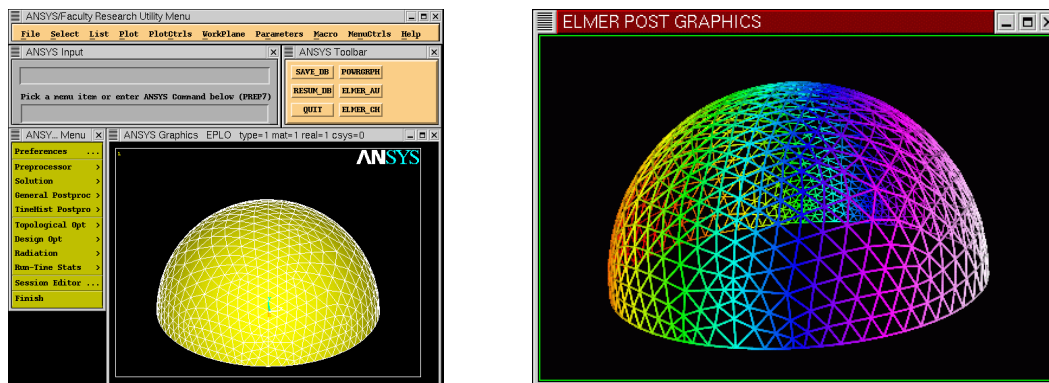 ANSYS/Faculty Research Utility Menu
File Select List Plot PlotCtrls WorkPlane Parameters Macro MenuCtrls Help
ANSYS Input
ANSYS Toolbar
Pick a menu item or enter ANSYS Command below (PREP7)
SAVE_DB POWRGRPH
RESUM_DB ELMER_AU
QUIT ELMER_CH
ANSY... Menu
Preferences ...
Preprocessor >
Solution >
General Postproc >
TimeHist Postpro >
Topological Opt >
Design Opt >
Radiation >
Run-Time Stats >
Session Editor ...
Finish
ANSYS Graphics EPLO type=1 mat=1 real=1 csys=0
ANSYS
ELMER POST GRAPHICS